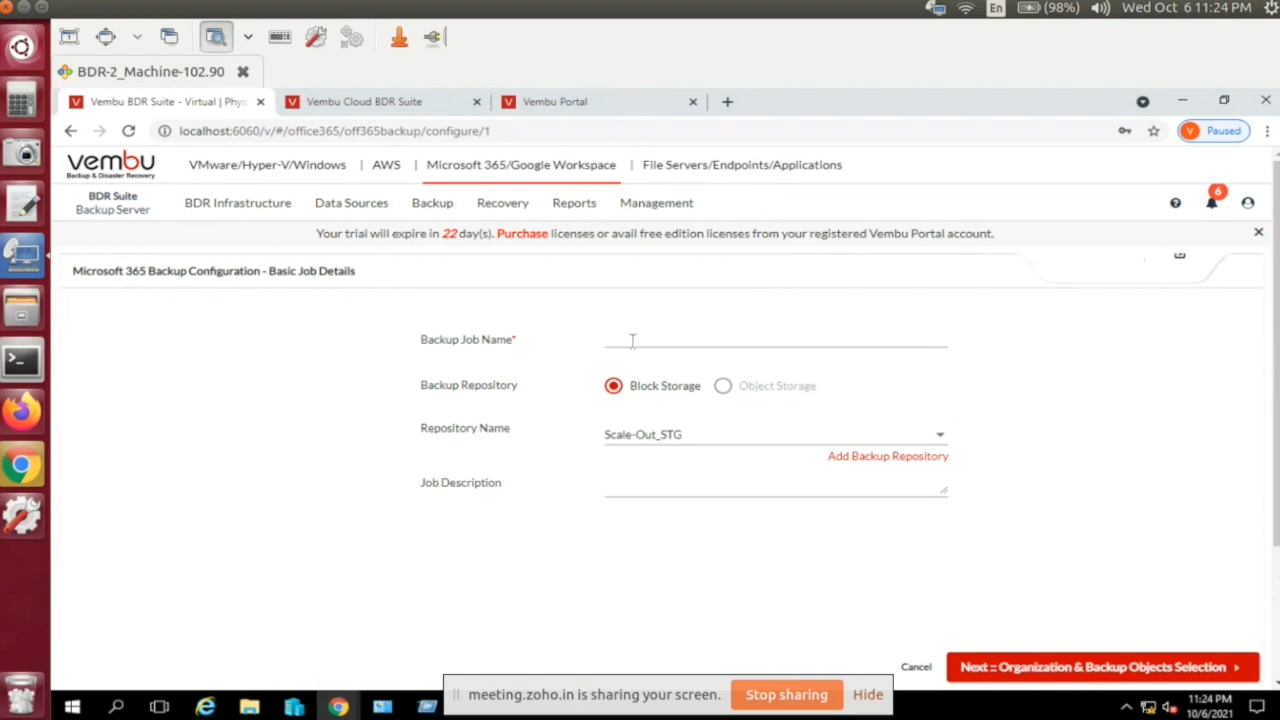 En (98%) Wed Oct 6 11:24 PM
BDR-2_Machine-102.90
Vembu BDR Suite - Virtual | Phys
Vembu Cloud BDR Suite
Vembu Portal
localhost:6060/v/#/office365/off365backup/configure/1
V Paused
vembu
Backup & Disaster Recovery
VMware/Hyper-V/Windows | AWS | Microsoft 365/Google Workspace | File Servers/Endpoints/Applications
BDR Suite
Backup Server
BDR Infrastructure Data Sources Backup Recovery Reports Management
6
Your trial will expire in 22 day(s). Purchase licenses or avail free edition licenses from your registered Vembu Portal account.
Microsoft 365 Backup Configuration - Basic Job Details
Backup Job Name*
Backup Repository Block Storage Object Storage
Repository Name Scale-Out_STG
Add Backup Repository
Job Description
Cancel Next :: Organization & Backup Objects Selection
meeting.zoho.in is sharing your screen. Stop sharing Hide
11:24 PM
10/6/2021